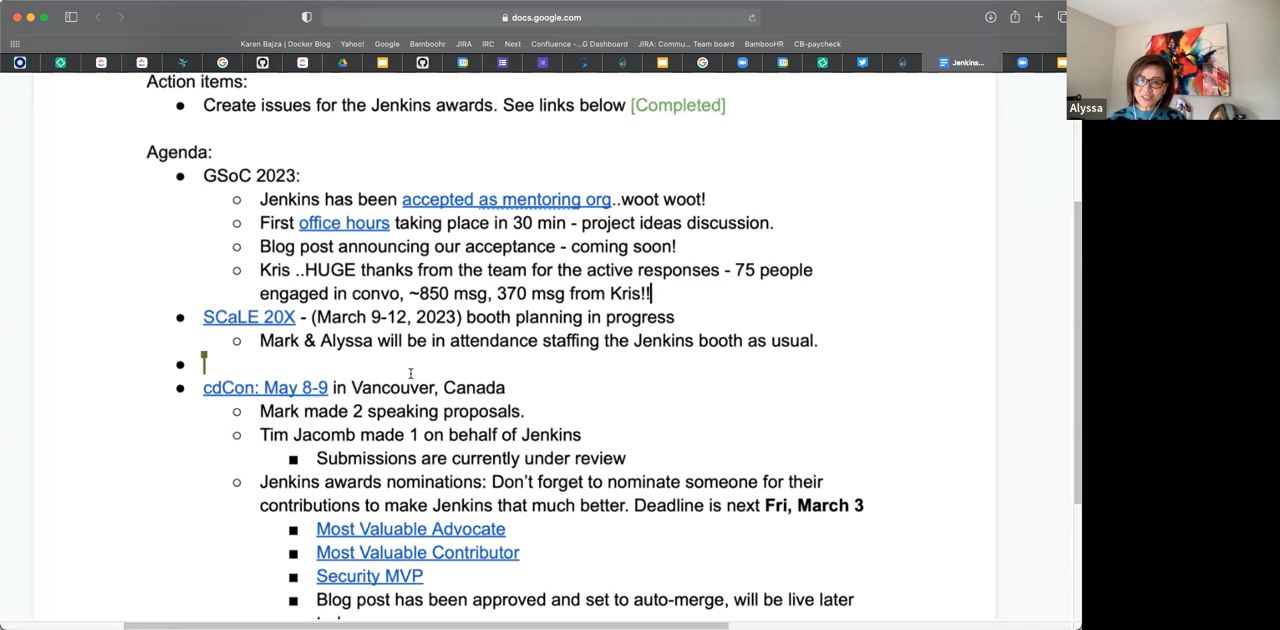 docs.google.com
Karen Bajza | Docker Blog Yahoo! Google Bamboohr JIRA IRC Next Confluence -...G Dashboard JIRA: Commu... Team board BambooHR CB-paycheck
Jenkins...
Alyssa
Action items:
● Create issues for the Jenkins awards. See links below [Completed]
Agenda:
● GSoC 2023:
○ Jenkins has been accepted as mentoring org..woot woot!
○ First office hours taking place in 30 min - project ideas discussion.
○ Blog post announcing our acceptance - coming soon!
○ Kris ..HUGE thanks from the team for the active responses - 75 people
engaged in convo, ~850 msg, 370 msg from Kris!!
● SCaLE 20X - (March 9-12, 2023) booth planning in progress
○ Mark & Alyssa will be in attendance staffing the Jenkins booth as usual.
●
● cdCon: May 8-9 in Vancouver, Canada
○ Mark made 2 speaking proposals.
○ Tim Jacomb made 1 on behalf of Jenkins
■ Submissions are currently under review
○ Jenkins awards nominations: Don’t forget to nominate someone for their
contributions to make Jenkins that much better. Deadline is next Fri, March 3
■ Most Valuable Advocate
■ Most Valuable Contributor
■ Security MVP
■ Blog post has been approved and set to auto-merge, will be live later